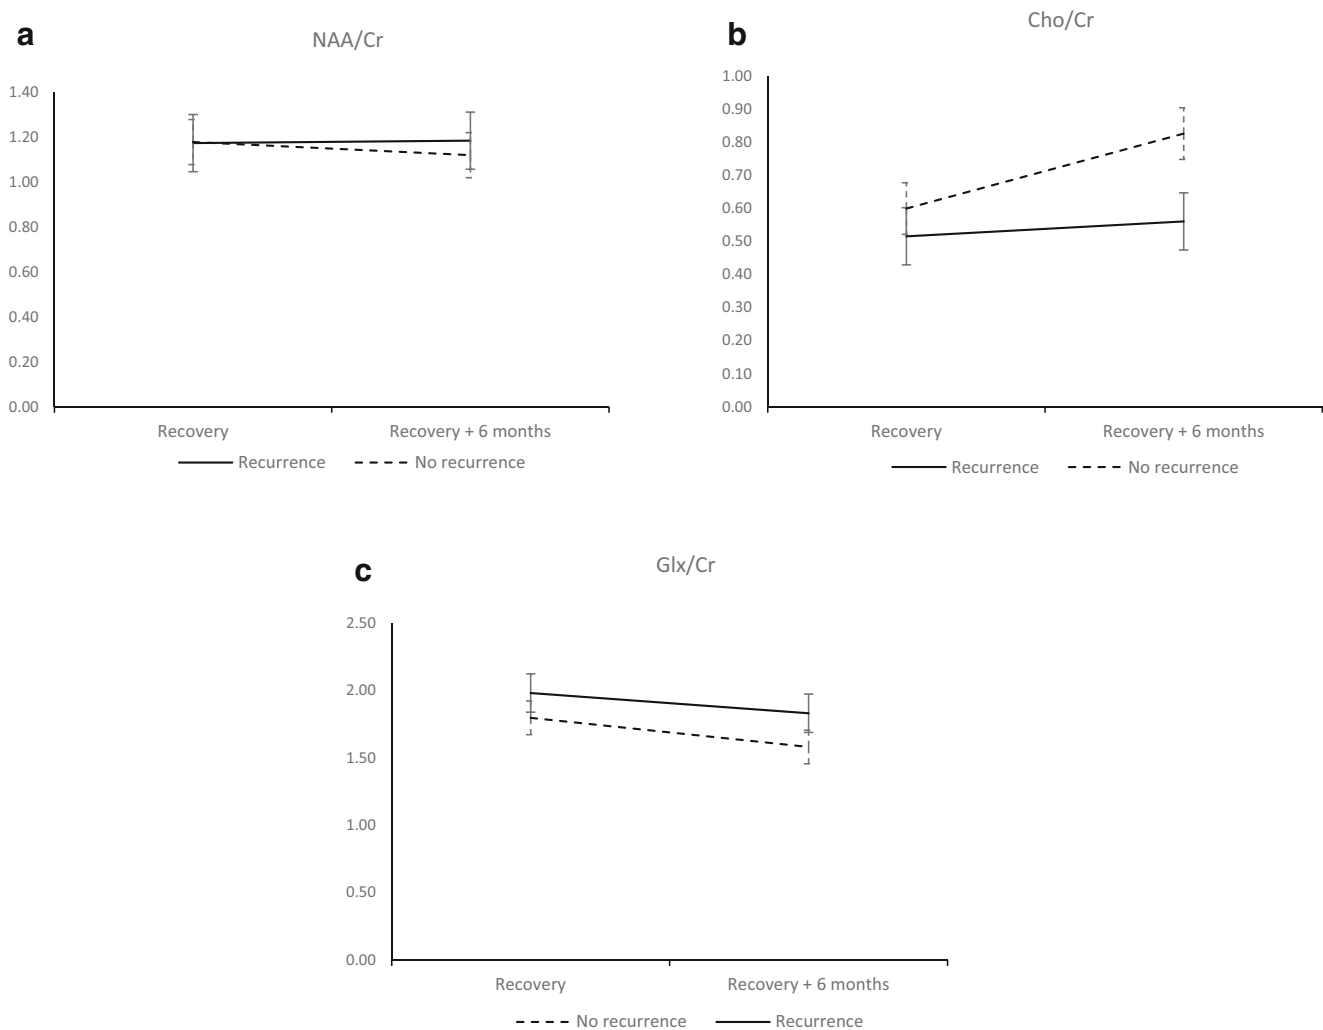 a
NAA/Cr
1.40
1.20
1.00
0.80
0.60
0.40
0.20
0.00
Recovery Recovery + 6 months
Recurrence No recurrence
b
Cho/Cr
1.00
0.90
0.80
0.70
0.60
0.50
0.40
0.30
0.20
0.10
0.00
Recovery Recovery + 6 months
Recurrence No recurrence
c
Glx/Cr
2.50
2.00
1.50
1.00
0.50
0.00
Recovery Recovery + 6 months
No recurrence Recurrence